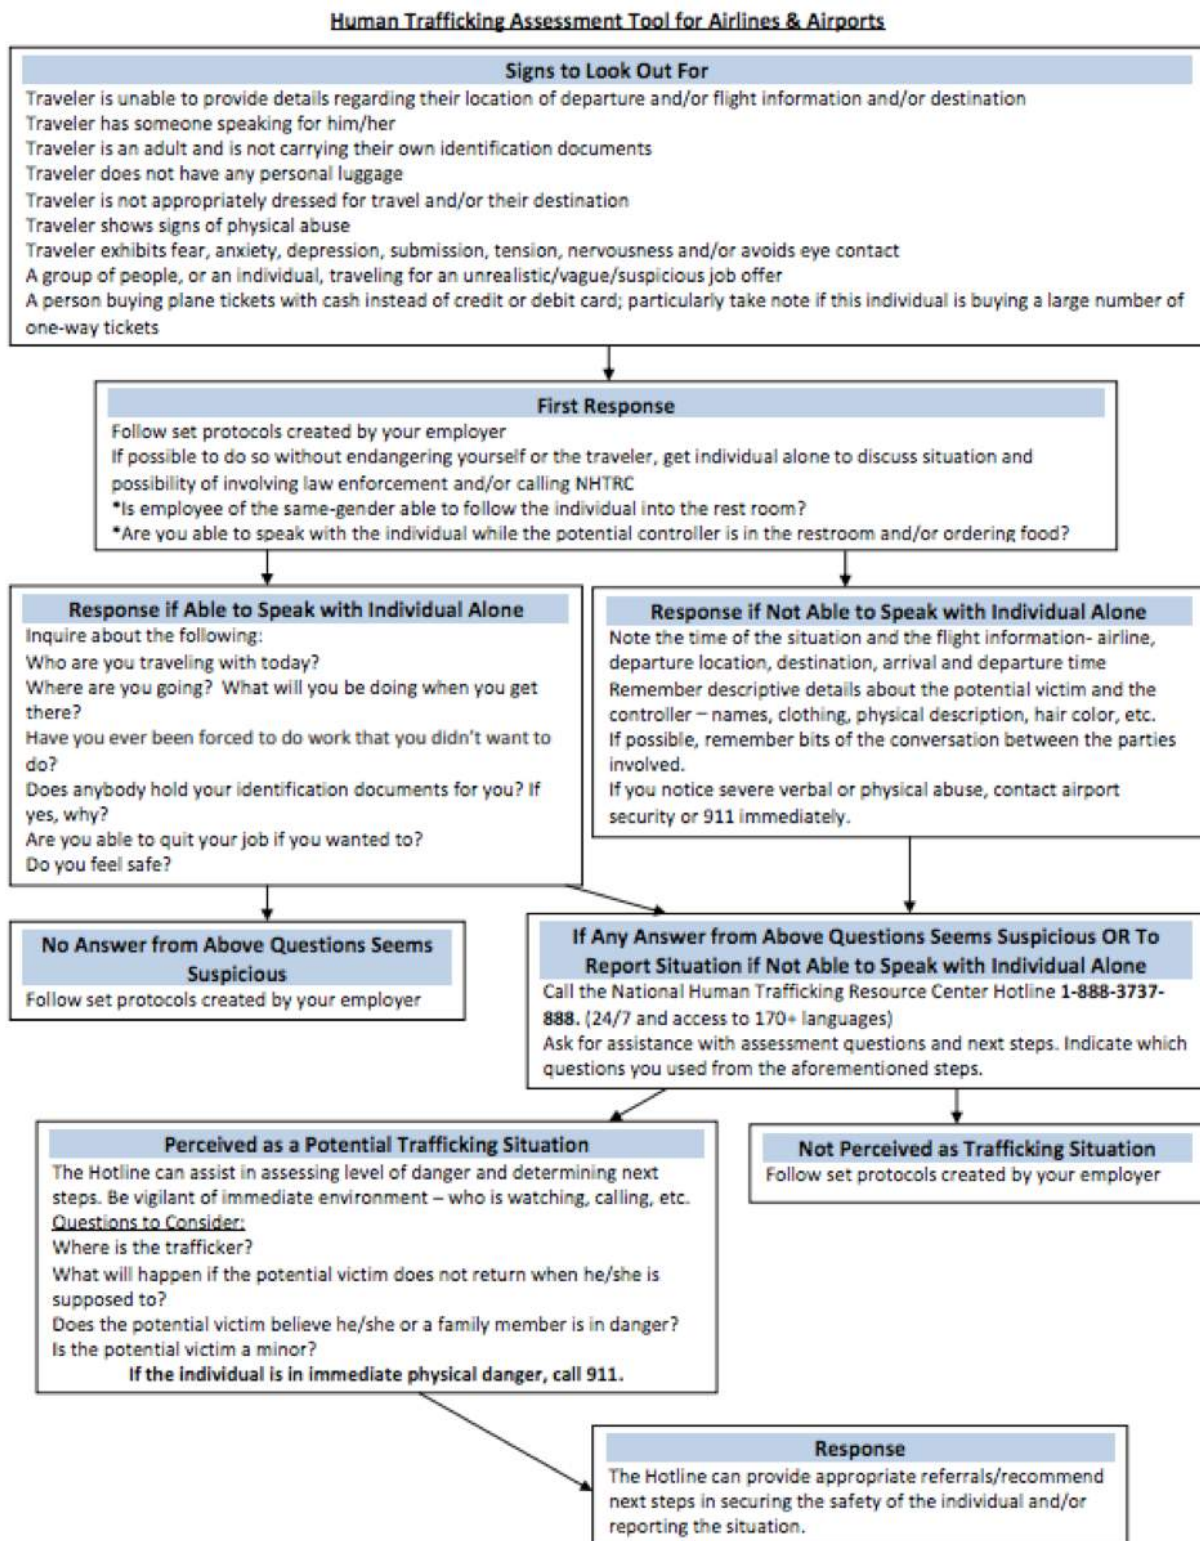 Human Trafficking Assessment Tool for Airlines & Airports
Signs to Look Out For
Traveler is unable to provide details regarding their location of departure and/or flight information and/or destination
Traveler has someone speaking for him/her
Traveler is an adult and is not carrying their own identification documents
Traveler does not have any personal luggage
Traveler is not appropriately dressed for travel and/or their destination
Traveler shows signs of physical abuse
Traveler exhibits fear, anxiety, depression, submission, tension, nervousness and/or avoids eye contact
A group of people, or an individual, traveling for an unrealistic/vague/suspicious job offer
A person buying plane tickets with cash instead of credit or debit card; particularly take note if this individual is buying a large number of
one-way tickets
First Response
Follow set protocols created by your employer
If possible to do so without endangering yourself or the traveler, get individual alone to discuss situation and
possibility of involving law enforcement and/or calling NHTRC
*Is employee of the same-gender able to follow the individual into the rest room?
*Are you able to speak with the individual while the potential controller is in the restroom and/or ordering food?
Response if Able to Speak with Individual Alone
Inquire about the following:
Who are you traveling with today?
Where are you going? What will you be doing when you get
there?
Have you ever been forced to do work that you didn't want to
do?
Does anybody hold your identification documents for you? If
yes, why?
Are you able to quit your job if you wanted to?
Do you feel safe?
Response if Not Able to Speak with Individual Alone
Note the time of the situation and the flight information- airline,
departure location, destination, arrival and departure time
Remember descriptive details about the potential victim and the
controller – names, clothing, physical description, hair color, etc.
If possible, remember bits of the conversation between the parties
involved.
If you notice severe verbal or physical abuse, contact airport
security or 911 immediately.
No Answer from Above Questions Seems
Suspicious
Follow set protocols created by your employer
If Any Answer from Above Questions Seems Suspicious OR To
Report Situation if Not Able to Speak with Individual Alone
Call the National Human Trafficking Resource Center Hotline 1-888-3737-
888. (24/7 and access to 170+ languages)
Ask for assistance with assessment questions and next steps. Indicate which
questions you used from the aforementioned steps.
Perceived as a Potential Trafficking Situation
The Hotline can assist in assessing level of danger and determining next
steps. Be vigilant of immediate environment – who is watching, calling, etc.
Questions to Consider:
Where is the trafficker?
What will happen if the potential victim does not return when he/she is
supposed to?
Does the potential victim believe he/she or a family member is in danger?
Is the potential victim a minor?
If the individual is in immediate physical danger, call 911.
Not Perceived as Trafficking Situation
Follow set protocols created by your employer
Response
The Hotline can provide appropriate referrals/recommend
next steps in securing the safety of the individual and/or
reporting the situation.